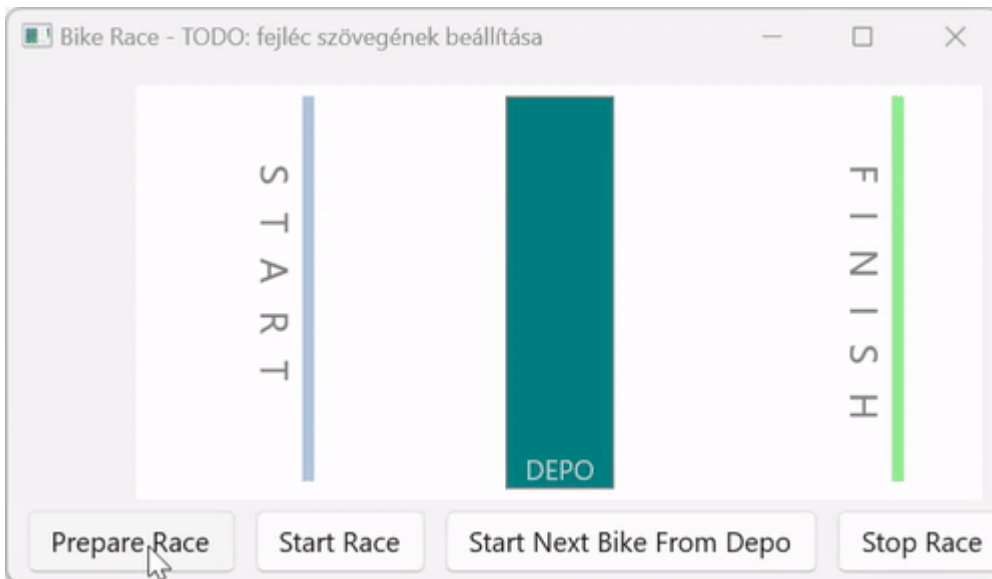 Bike Race - TODO: fejléc szövegének beállítása
START
DEPO
FINISH
Prepare Race
Start Race
Start Next Bike From Depo
Stop Race